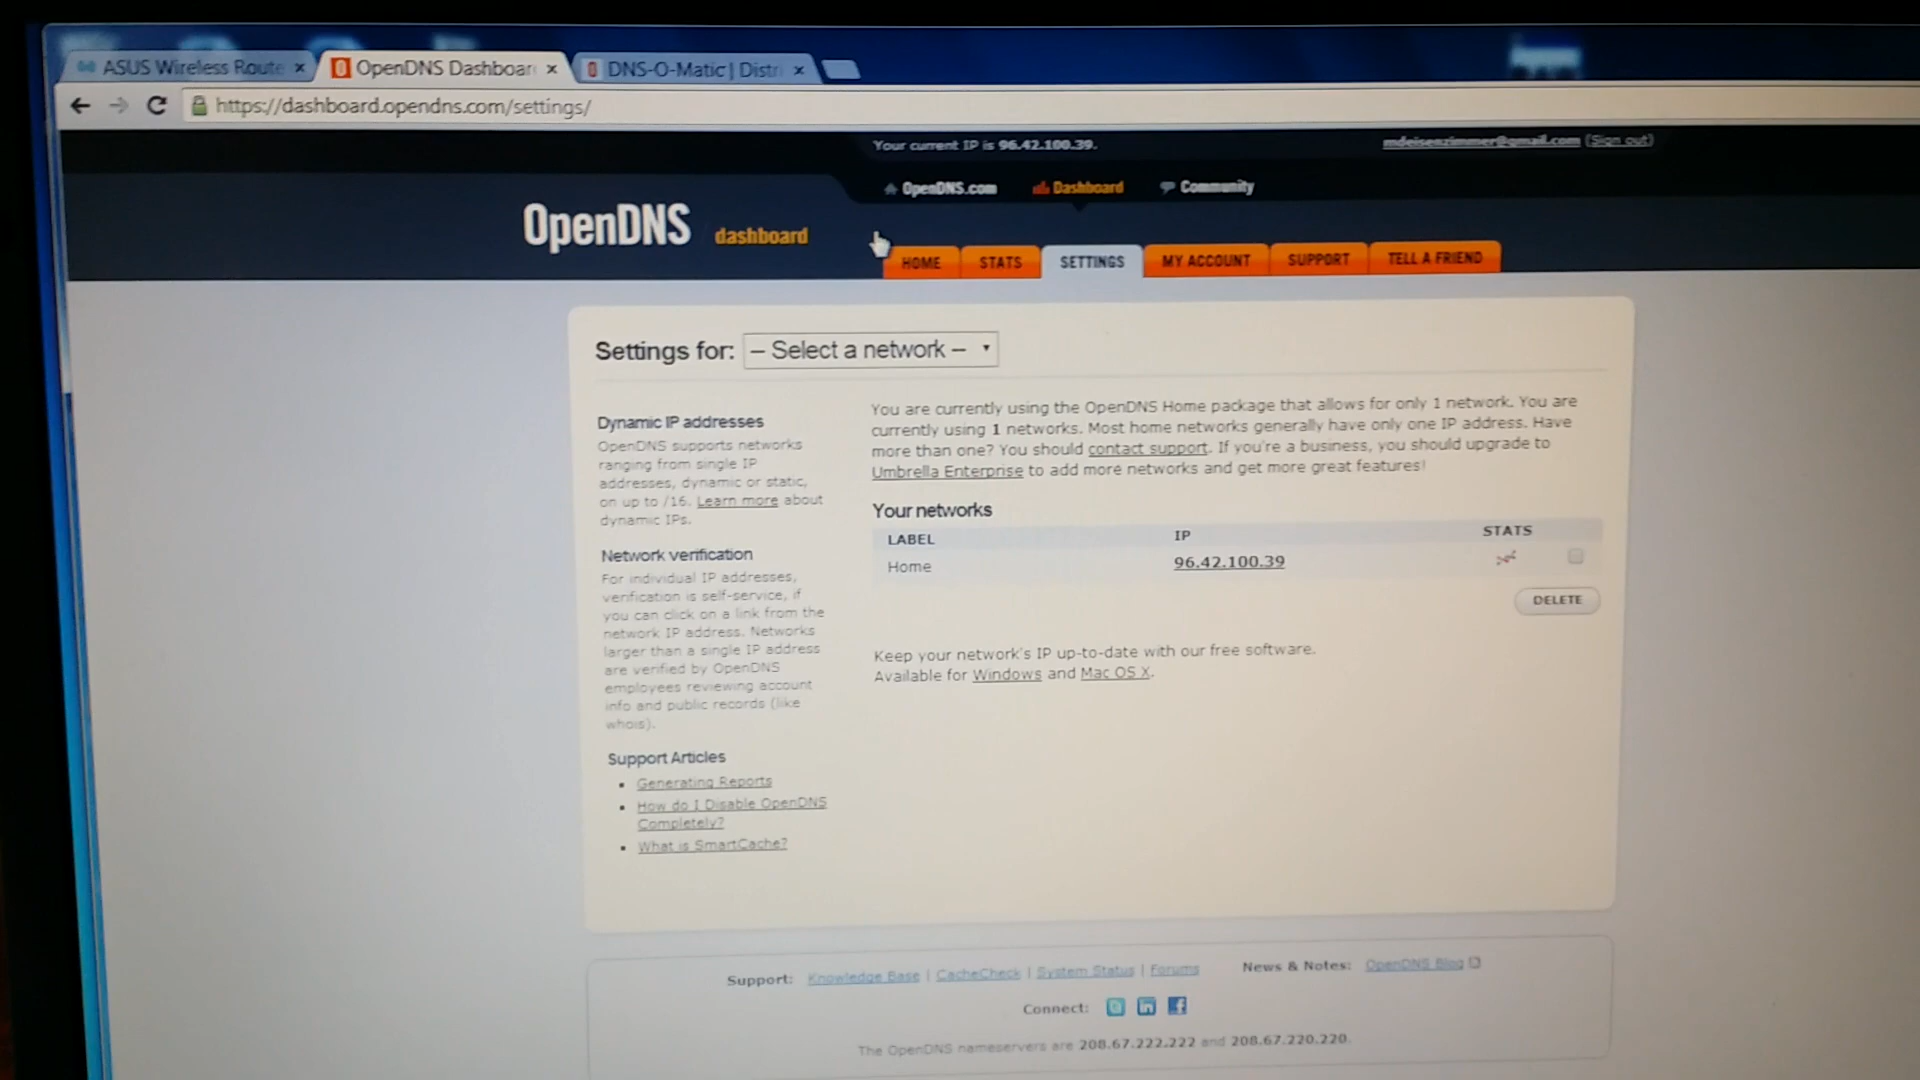 ASUS Wireless Route
OpenDNS Dashboar
DNS-O-Matic | Distri
https://dashboard.opendns.com/settings/
Your current IP is 96.42.100.39.
mdeisenzimmer@gmail.com (Sign out)
OpenDNS.com Dashboard Community
OpenDNS dashboard
HOME STATS SETTINGS MY ACCOUNT SUPPORT TELL A FRIEND
Settings for: -- Select a network --
Dynamic IP addresses
OpenDNS supports networks
ranging from single IP
addresses, dynamic or static,
on up to /16. Learn more about
dynamic IPs.
Network verification
For individual IP addresses,
verification is self-service, if
you can click on a link from the
network IP address. Networks
larger than a single IP address
are verified by OpenDNS
employees reviewing account
info and public records (like
whois).
Support Articles
Generating Reports
How do I Disable OpenDNS
Completely?
What is SmartCache?
You are currently using the OpenDNS Home package that allows for only 1 network. You are
currently using 1 networks. Most home networks generally have only one IP address. Have
more than one? You should contact support. If you're a business, you should upgrade to
Umbrella Enterprise to add more networks and get more great features!
Your networks
LABEL IP STATS
Home 96.42.100.39
DELETE
Keep your network's IP up-to-date with our free software.
Available for Windows and Mac OS X.
Support: Knowledge Base | CacheCheck | System Status | Forums News & Notes: OpenDNS Blog
Connect:
The OpenDNS nameservers are 208.67.222.222 and 208.67.220.220.